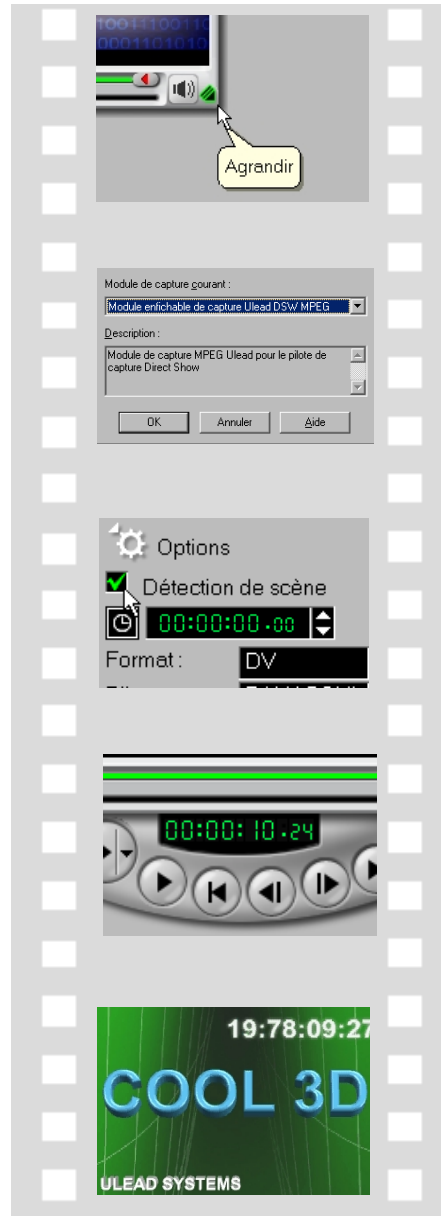 10011100110
0001101010
Agrandir
Module de capture courant :
Module enfichable de capture Ulead DSW MPEG
Description :
Module de capture MPEG Ulead pour le pilote de
capture Direct Show
OK Annuler Aide
Options
Détection de scène
00:00:00.00
Format : DV
00:00:10.24
19:78:09:27
COOL 3D
ULEAD SYSTEMS